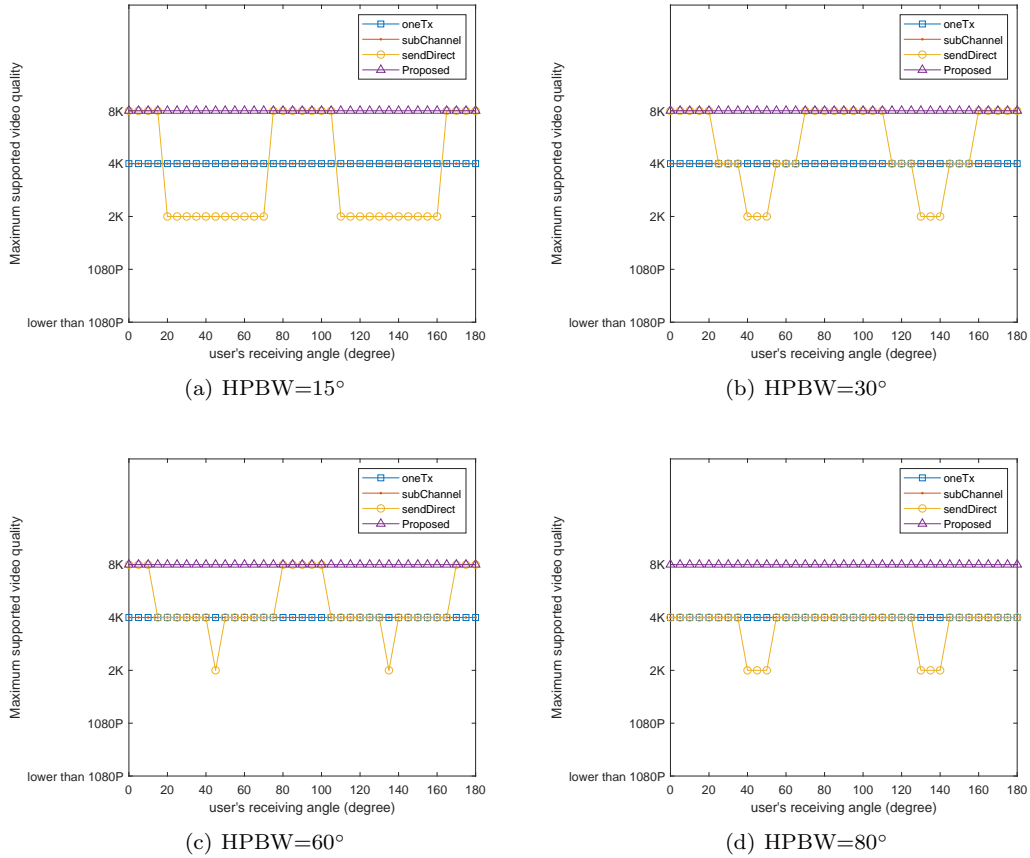 oneTx
subChannel
sendDirect
Proposed
Maximum supported video quality
8K
4K
2K
1080P
lower than 1080P
0 20 40 60 80 100 120 140 160 180
user's receiving angle (degree)
(a) HPBW=15°
oneTx
subChannel
sendDirect
Proposed
Maximum supported video quality
8K
4K
2K
1080P
lower than 1080P
0 20 40 60 80 100 120 140 160 180
user's receiving angle (degree)
(b) HPBW=30°
oneTx
subChannel
sendDirect
Proposed
Maximum supported video quality
8K
4K
2K
1080P
lower than 1080P
0 20 40 60 80 100 120 140 160 180
user's receiving angle (degree)
(c) HPBW=60°
oneTx
subChannel
sendDirect
Proposed
Maximum supported video quality
8K
4K
2K
1080P
lower than 1080P
0 20 40 60 80 100 120 140 160 180
user's receiving angle (degree)
(d) HPBW=80°